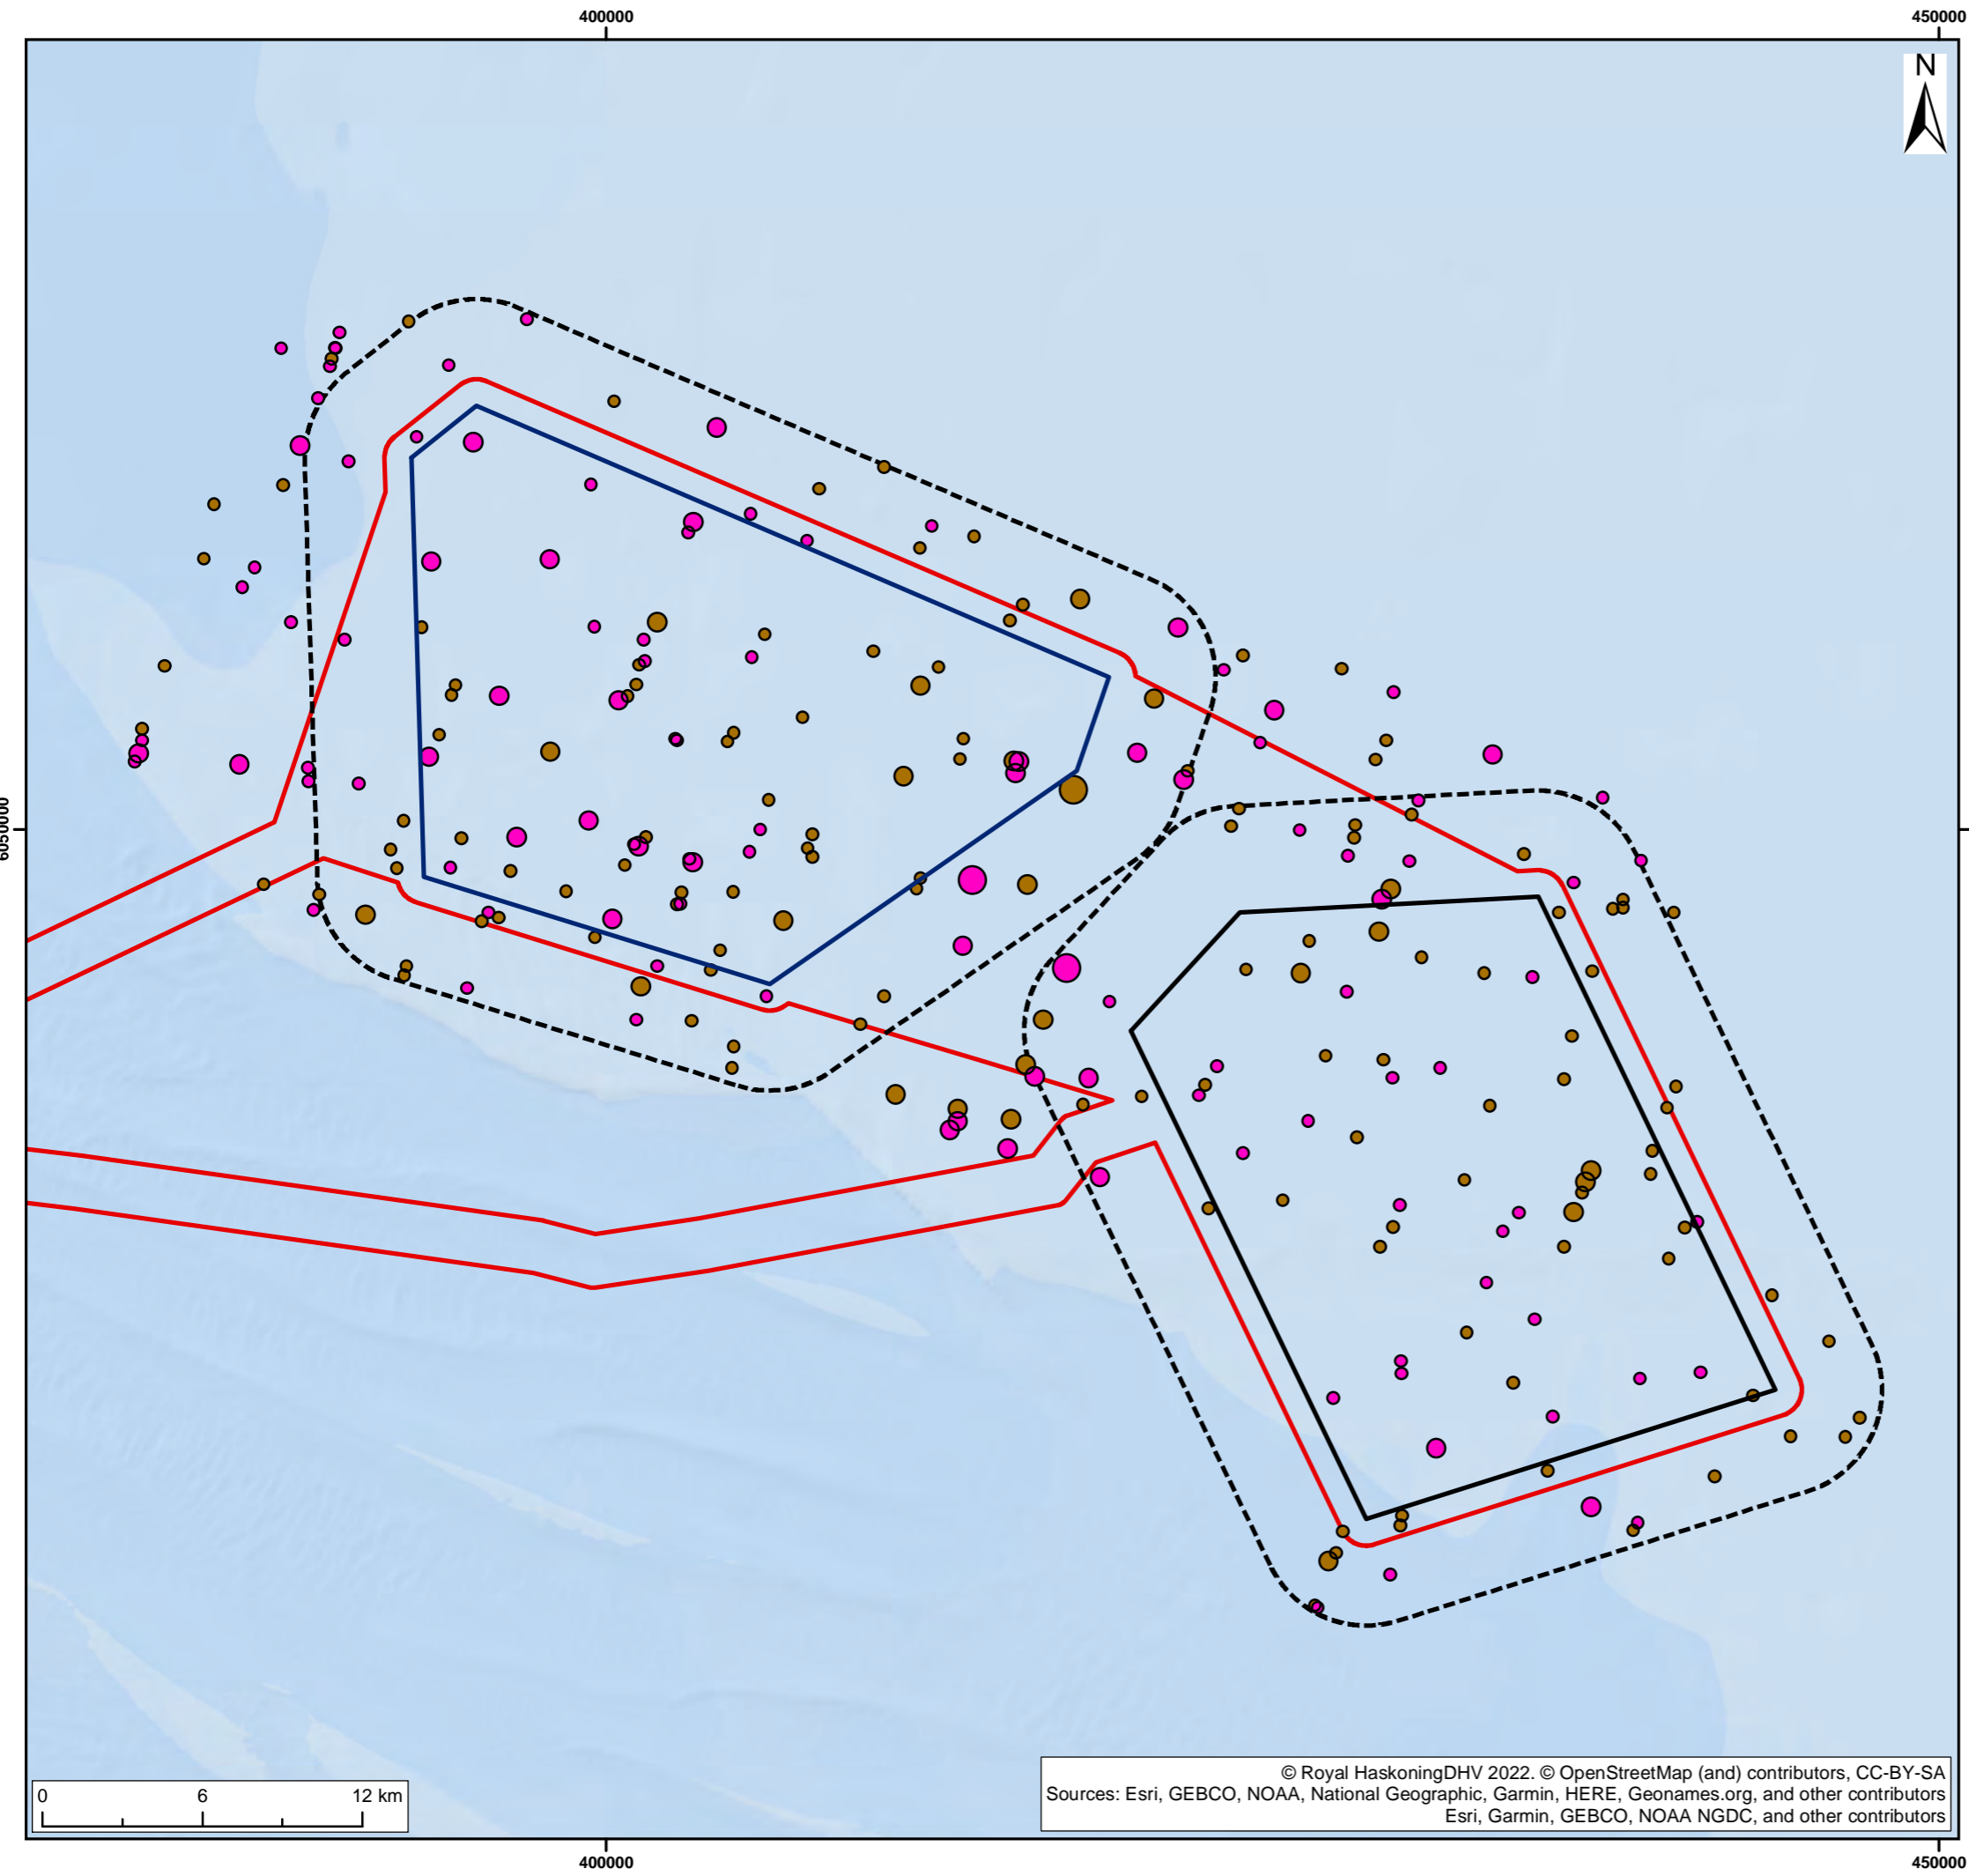 400000
450000
N
6050000
0 6 12 km
© Royal HaskoningDHV 2022. © OpenStreetMap (and) contributors, CC-BY-SA
Sources: Esri, GEBCO, NOAA, National Geographic, Garmin, HERE, Geonames.org, and other contributors
Esri, Garmin, GEBCO, NOAA NGDC, and other contributors
400000
450000